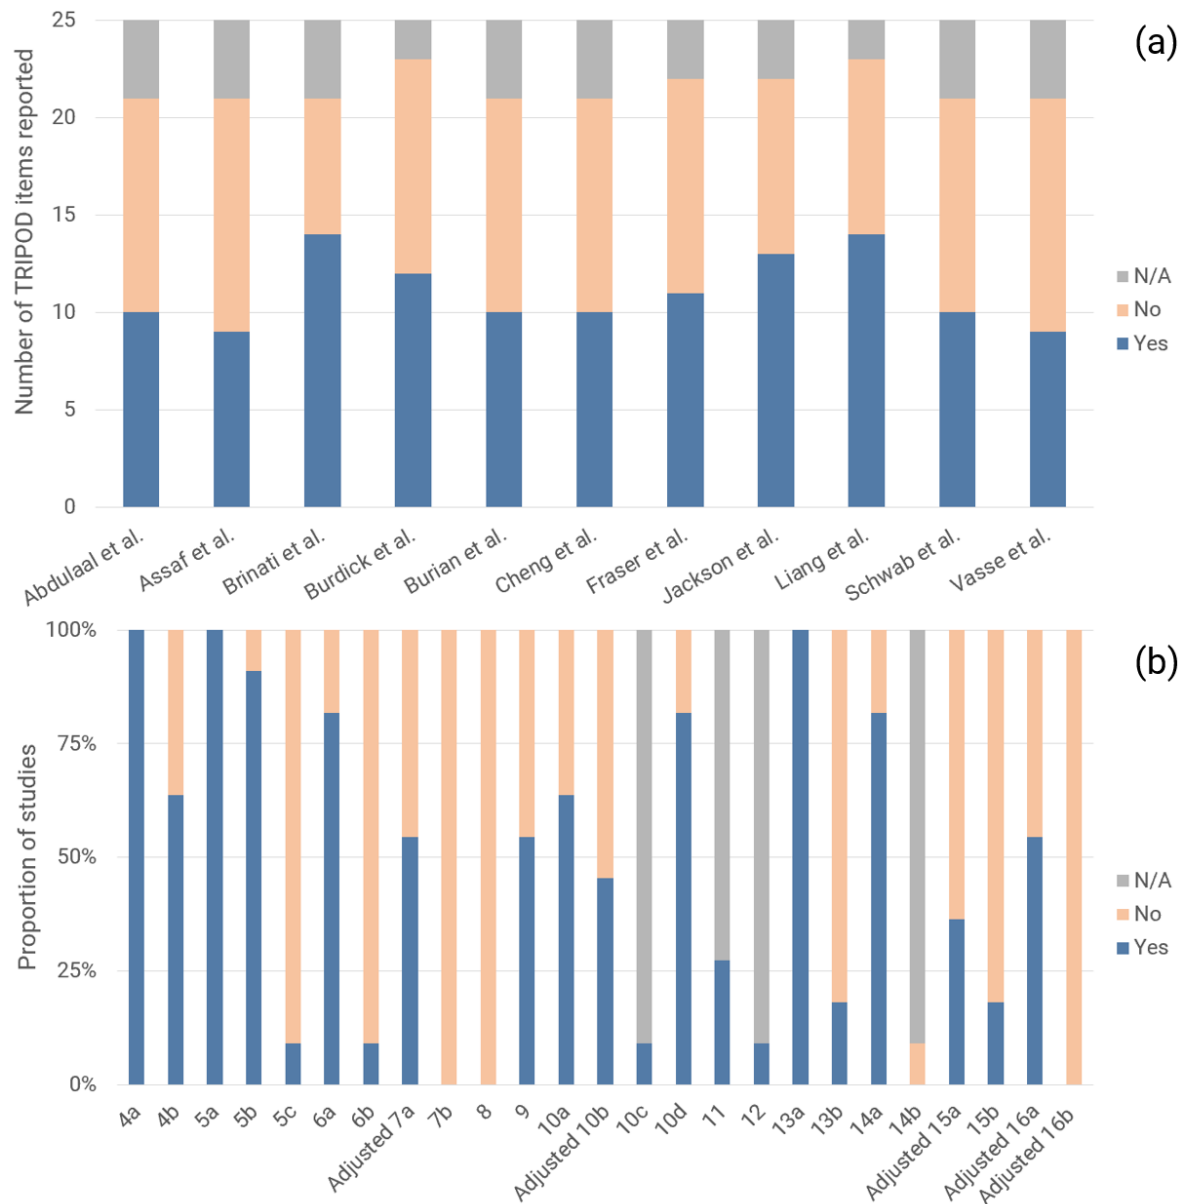 (a)
Number of TRIPOD items reported
25
20
15
10
5
0
N/A
No
Yes
Abdulaal et al.
Assaf et al.
Brinati et al.
Burdick et al.
Burian et al.
Cheng et al.
Fraser et al.
Jackson et al.
Liang et al.
Schwab et al.
Vasse et al.
(b)
Proportion of studies
100%
75%
50%
25%
0%
N/A
No
Yes
4a
4b
5a
5b
5c
6a
6b
Adjusted 7a
7b
8
9
10a
Adjusted 10b
10c
10d
11
12
13a
13b
14a
14b
Adjusted 15a
15b
Adjusted 16a
Adjusted 16b